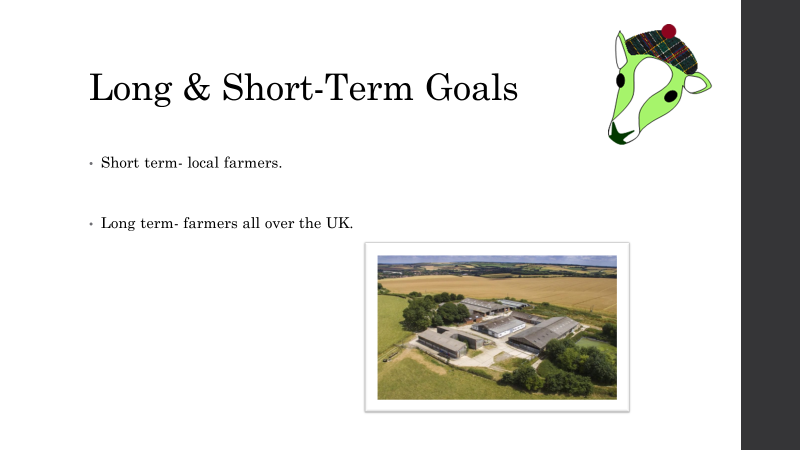 Long & Short-Term Goals
• Short term- local farmers.
• Long term- farmers all over the UK.